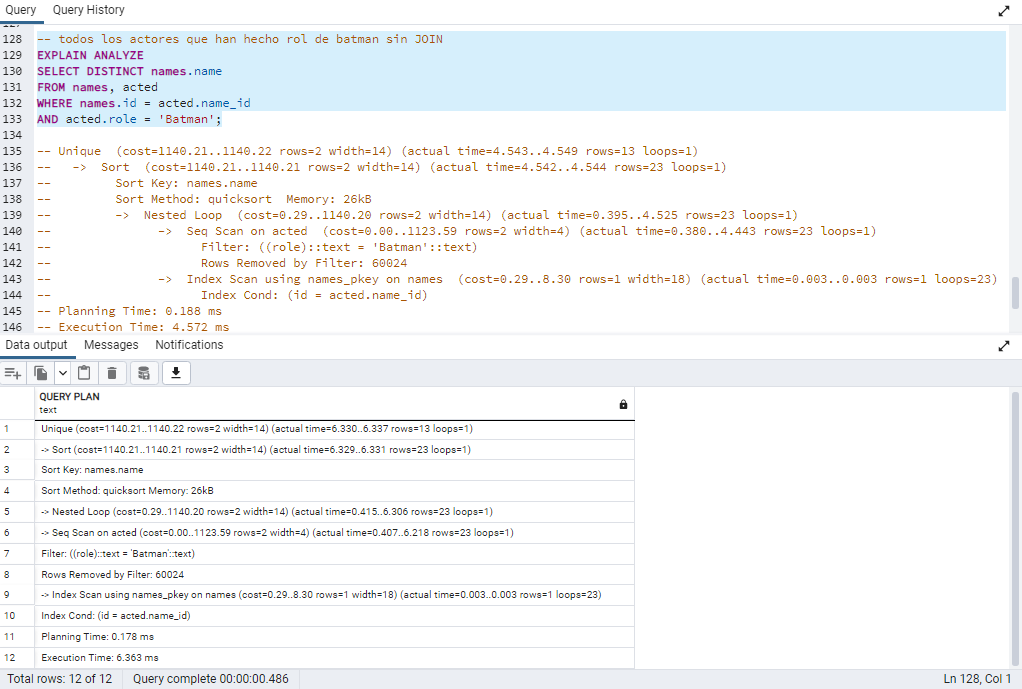 Query Query History
127
128 -- todos los actores que han hecho rol de batman sin JOIN
129 EXPLAIN ANALYZE
130 SELECT DISTINCT names.name
131 FROM names, acted
132 WHERE names.id = acted.name_id
133 AND acted.role = 'Batman';
134
135 -- Unique (cost=1140.21..1140.22 rows=2 width=14) (actual time=4.543..4.549 rows=13 loops=1)
136 -- -> Sort (cost=1140.21..1140.21 rows=2 width=14) (actual time=4.542..4.544 rows=23 loops=1)
137 -- Sort Key: names.name
138 -- Sort Method: quicksort Memory: 26kB
139 -- -> Nested Loop (cost=0.29..1140.20 rows=2 width=14) (actual time=0.395..4.525 rows=23 loops=1)
140 -- -> Seq Scan on acted (cost=0.00..1123.59 rows=2 width=4) (actual time=0.380..4.443 rows=23 loops=1)
141 -- Filter: ((role)::text = 'Batman'::text)
142 -- Rows Removed by Filter: 60024
143 -- -> Index Scan using names_pkey on names (cost=0.29..8.30 rows=1 width=18) (actual time=0.003..0.003 rows=1 loops=23)
144 -- Index Cond: (id = acted.name_id)
145 -- Planning Time: 0.188 ms
146 -- Execution Time: 4.572 ms
Data output Messages Notifications
QUERY PLAN
text
1 Unique (cost=1140.21..1140.22 rows=2 width=14) (actual time=6.330..6.337 rows=13 loops=1)
2 -> Sort (cost=1140.21..1140.21 rows=2 width=14) (actual time=6.329..6.331 rows=23 loops=1)
3 Sort Key: names.name
4 Sort Method: quicksort Memory: 26kB
5 -> Nested Loop (cost=0.29..1140.20 rows=2 width=14) (actual time=0.415..6.306 rows=23 loops=1)
6 -> Seq Scan on acted (cost=0.00..1123.59 rows=2 width=4) (actual time=0.407..6.218 rows=23 loops=1)
7 Filter: ((role)::text = 'Batman'::text)
8 Rows Removed by Filter: 60024
9 -> Index Scan using names_pkey on names (cost=0.29..8.30 rows=1 width=18) (actual time=0.003..0.003 rows=1 loops=23)
10 Index Cond: (id = acted.name_id)
11 Planning Time: 0.178 ms
12 Execution Time: 6.363 ms
Total rows: 12 of 12 Query complete 00:00:00.486 Ln 128, Col 1